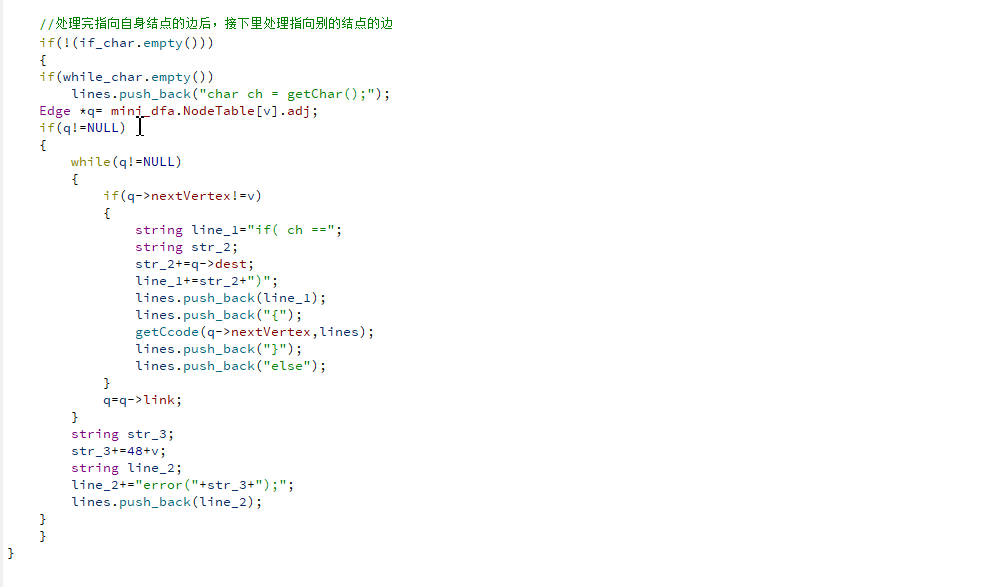 //处理完指向自身结点的边后，接下里处理指向别的结点的边
if(!(if_char.empty()))
{
if(while_char.empty())
    lines.push_back("char ch = getChar();");
Edge *q= mini_dfa.NodeTable[v].adj;
if(q!=NULL)
{
    while(q!=NULL)
    {
        if(q->nextVertex!=v)
        {
            string line_1="if( ch ==";
            string str_2;
            str_2+=q->dest;
            line_1+=str_2+")";
            lines.push_back(line_1);
            lines.push_back("{");
            getCcode(q->nextVertex,lines);
            lines.push_back("}");
            lines.push_back("else");
        }
        q=q->link;
    }
    string str_3;
    str_3+=48+v;
    string line_2;
    line_2+="error("+str_3+");";
    lines.push_back(line_2);
}
}
}